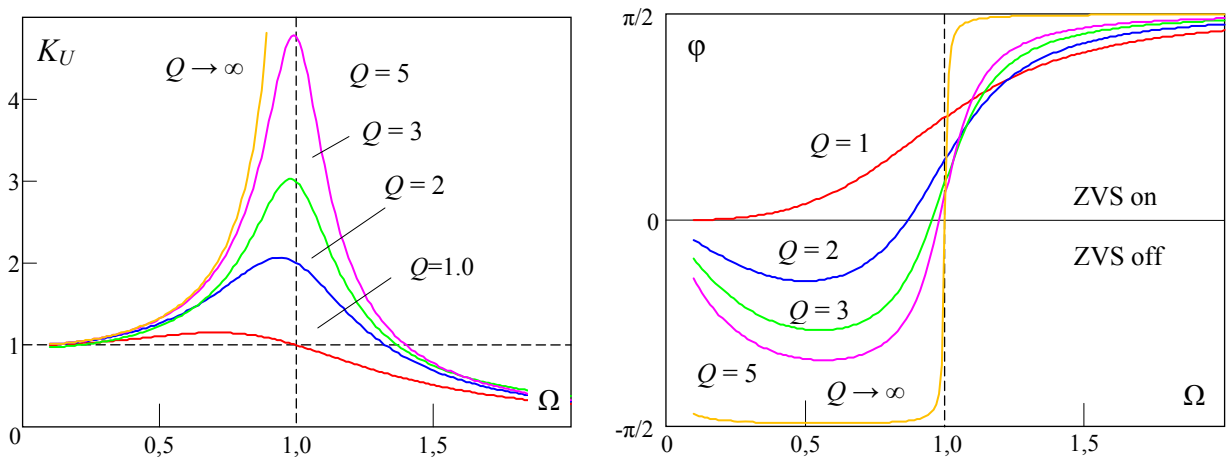 K_U
4
3
2
1
0
0,5
1,0
1,5
Ω
Q → ∞
Q = 5
Q = 3
Q = 2
Q=1.0
π/2
φ
0
-π/2
0
0,5
1,0
1,5
Ω
Q = 1
ZVS on
ZVS off
Q = 2
Q = 3
Q = 5
Q → ∞